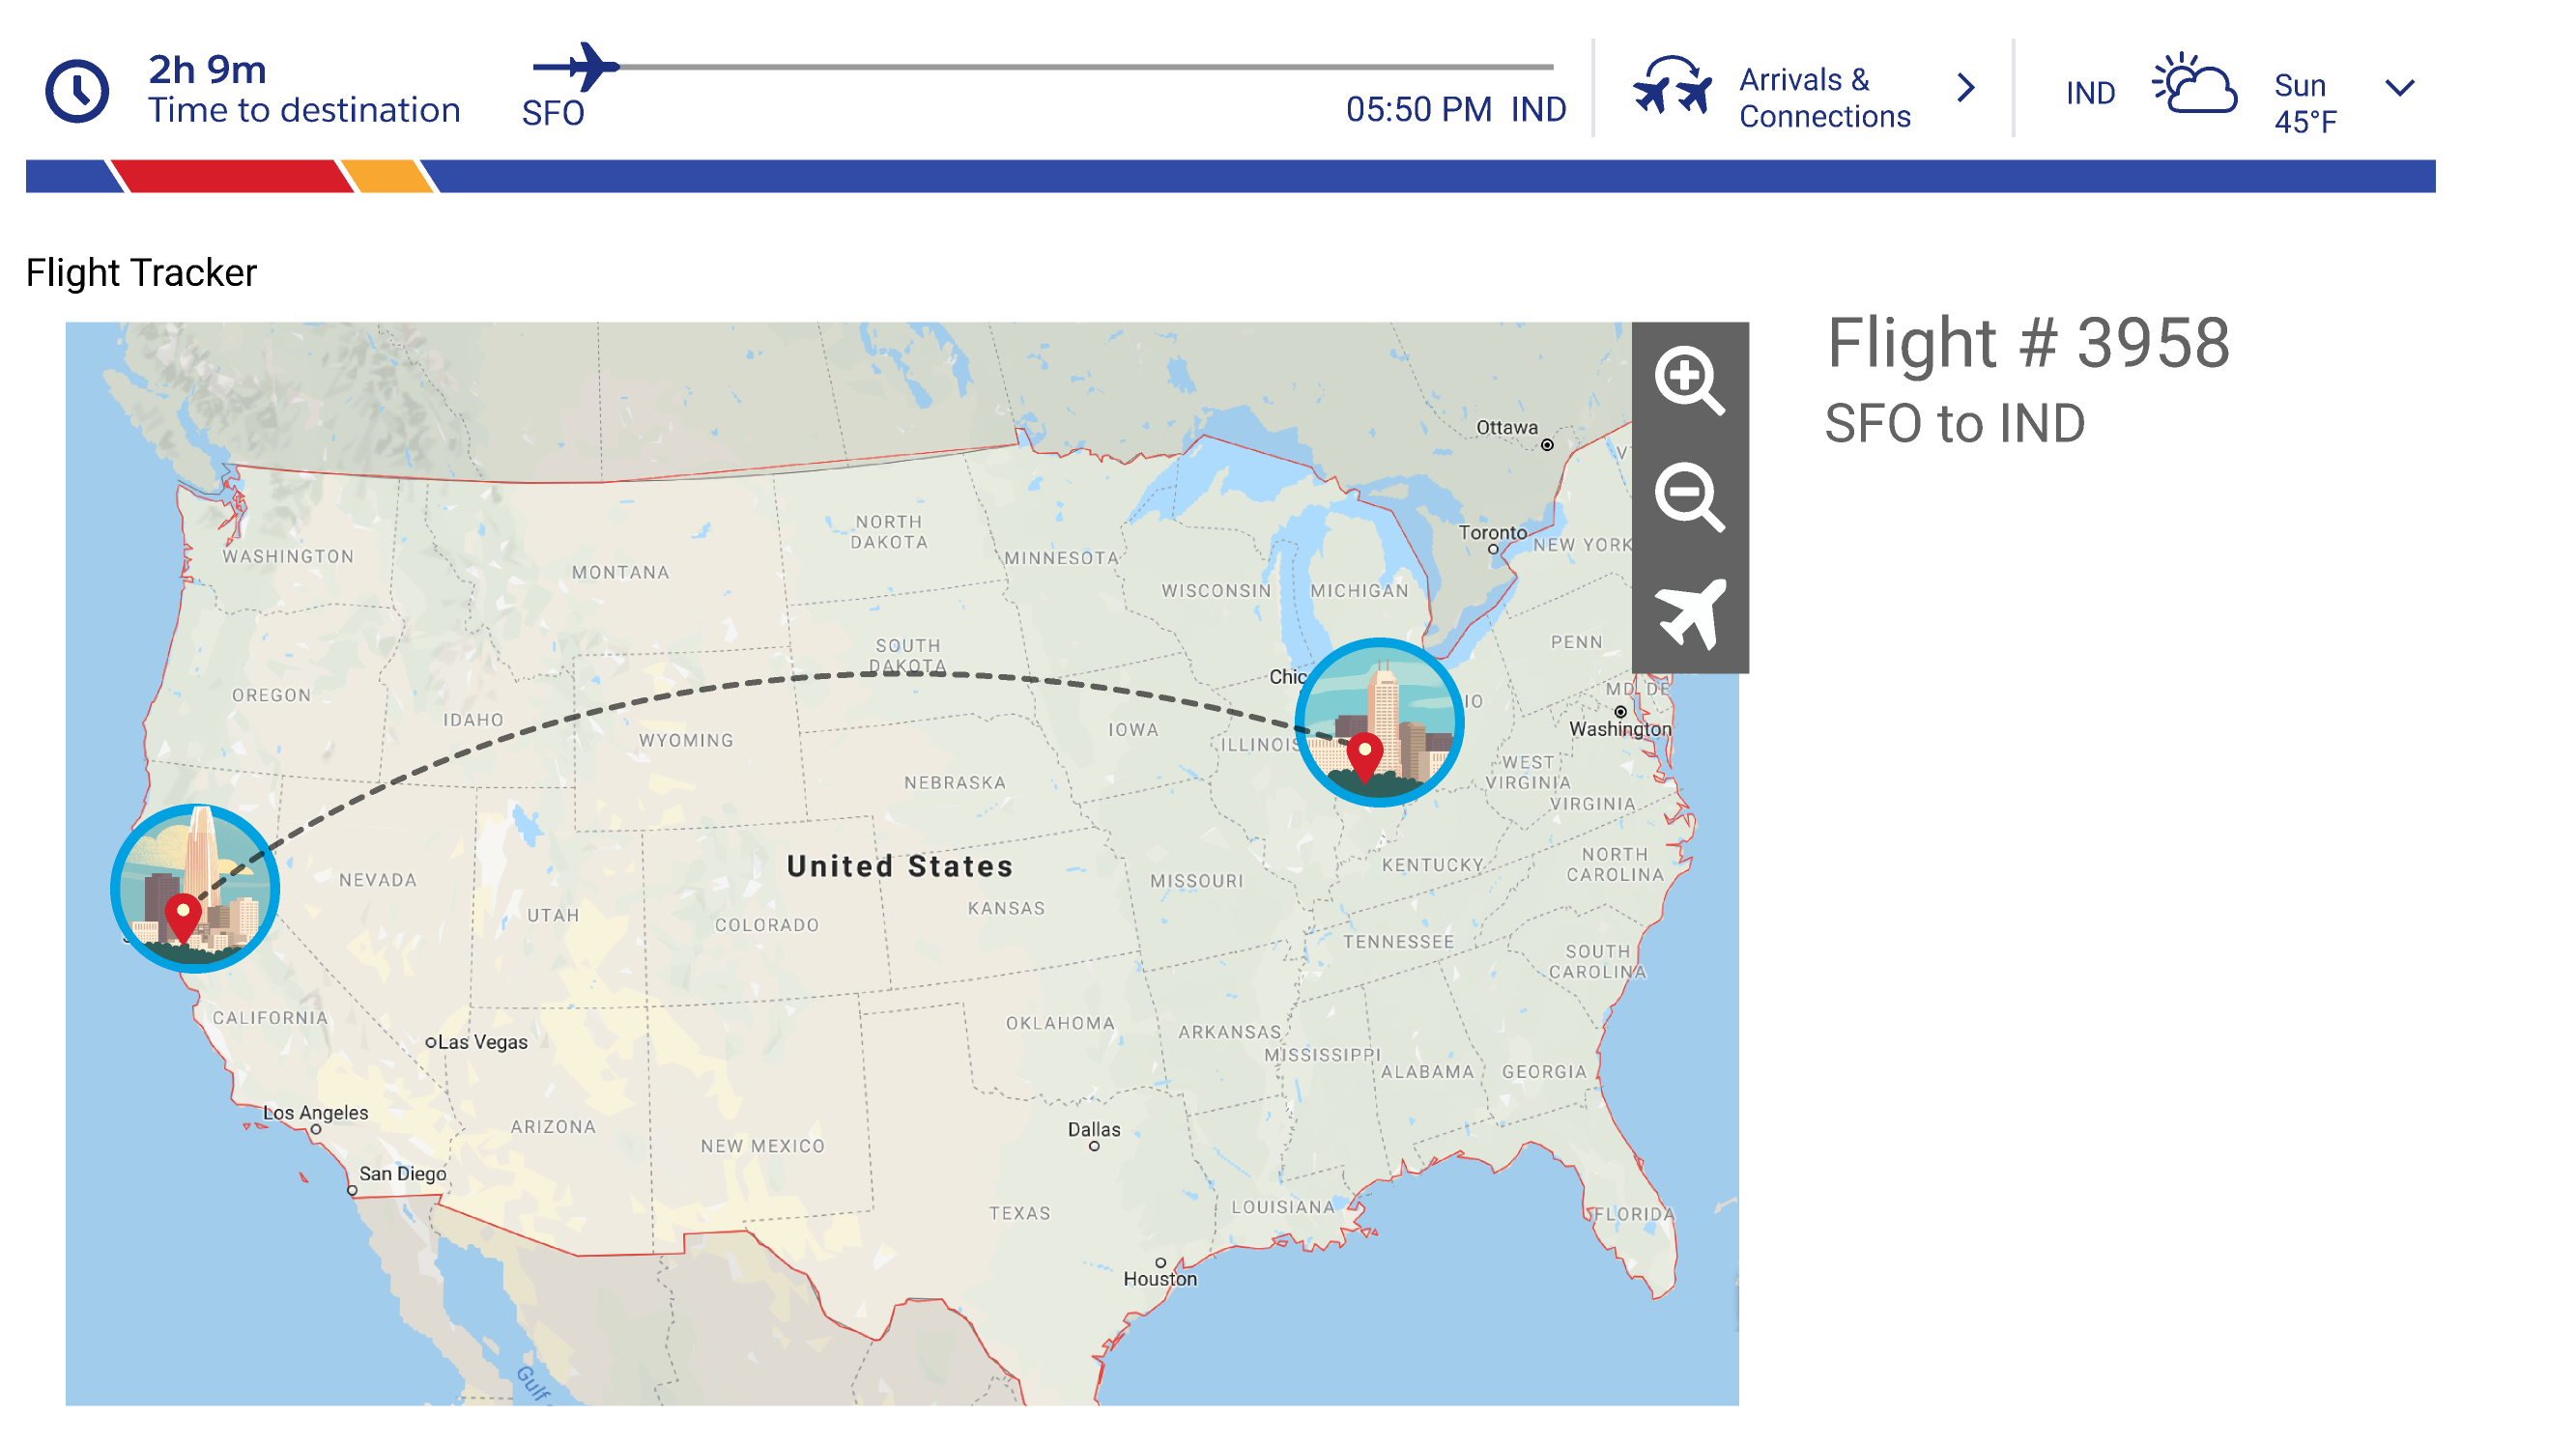 2h 9m
Time to destination
SFO
05:50 PM IND
Arrivals &
Connections
IND
Sun
45°F
Flight Tracker
Flight # 3958
SFO to IND
Ottawa
Toronto
NEW YORK
NORTH
DAKOTA
MINNESOTA
WASHINGTON
MONTANA
WISCONSIN
MICHIGAN
SOUTH
DAKOTA
PENN
OREGON
IDAHO
WYOMING
IOWA
Chic
ILLINOIS
IO
MD
DE
Washington
NEBRASKA
WEST
VIRGINIA
VIRGINIA
United States
NEVADA
UTAH
COLORADO
KANSAS
MISSOURI
KENTUCKY
NORTH
CAROLINA
TENNESSEE
SOUTH
CAROLINA
CALIFORNIA
Las Vegas
OKLAHOMA
ARKANSAS
MISSISSIPPI
ALABAMA
GEORGIA
Los Angeles
ARIZONA
NEW MEXICO
Dallas
San Diego
TEXAS
LOUISIANA
FLORIDA
Houston
Gulf